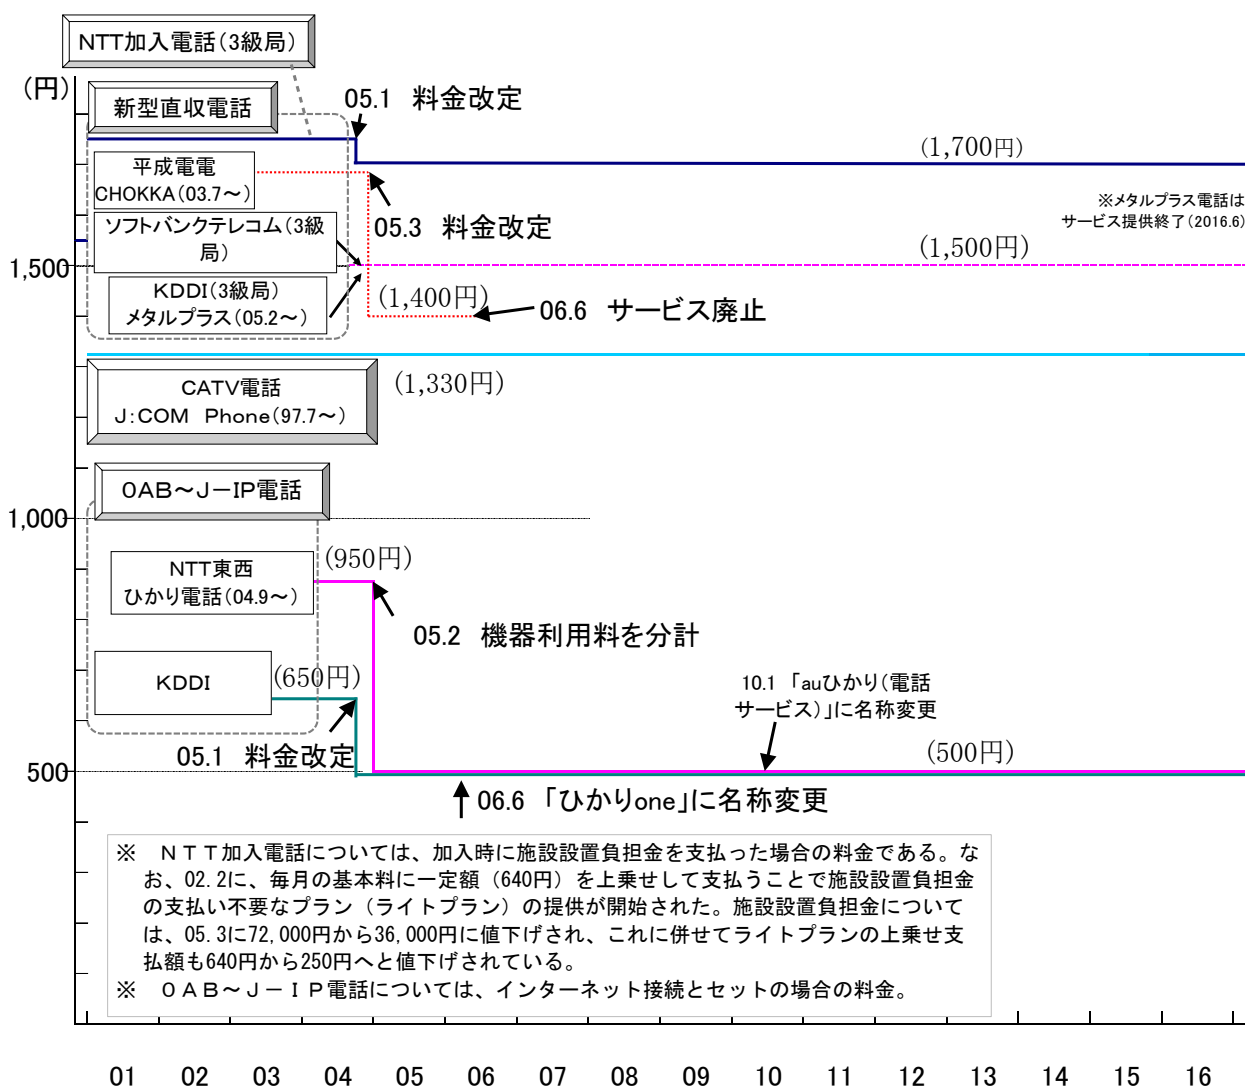 NTT加入電話(3級局)
(円)
新型直収電話
05.1 料金改定
(1,700円)
平成電電
CHOKKA(03.7～)
※メタルプラス電話は
サービス提供終了(2016.6)
ソフトバンクテレコム(3級
局)
05.3 料金改定
(1,500円)
1,500
KDDI(3級局)
メタルプラス(05.2～)
(1,400円)
06.6 サービス廃止
CATV電話
J:COM Phone(97.7～)
(1,330円)
0AB～J－IP電話
1,000
NTT東西
ひかり電話(04.9～)
(950円)
05.2 機器利用料を分計
KDDI
(650円)
10.1 「auひかり(電話
サービス)」に名称変更
05.1 料金改定
(500円)
500
06.6 「ひかりone」に名称変更
※ ＮＴＴ加入電話については、加入時に施設設置負担金を支払った場合の料金である。な
お、02.2に、毎月の基本料に一定額（640円）を上乗せして支払うことで施設設置負担金
の支払い不要なプラン（ライトプラン）の提供が開始された。施設設置負担金について
は、05.3に72,000円から36,000円に値下げされ、これに併せてライトプランの上乗せ支
払額も640円から250円へと値下げされている。
※ ０ＡＢ～Ｊ－ＩＰ電話については、インターネット接続とセットの場合の料金。
01 02 03 04 05 06 07 08 09 10 11 12 13 14 15 16